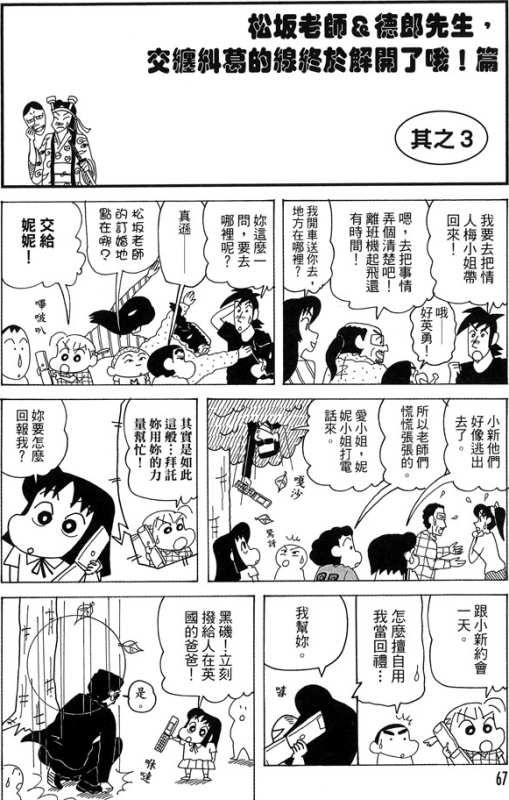 松坂老師&德郎先生，
交纏糾葛的線終於解開了哦！篇
其之3
我要去把情
人梅小姐帶
回來！
哦——
好英勇！
嗯，去把事情
弄個清楚吧！
離班機起飛還
有時間！
我開車送你去，
地方在哪裡？
妳這麼一
問，要去
哪裡呢？
真遜——
松坂老師
的訂婚地
點在哪？
交給
妮妮！
嗶啵叭
小新他們
好像逃出
去了。
所以老師們
慌慌張張的。
愛小姐，妮
妮小姐打電
話來。
嘎沙
其實是如此
這般…拜託
妳用妳的力
量幫忙！
妳要怎麼
回報我？
跟小新約會
一天。
怎麼擅自用
我當回禮…
我幫妳。
黑磯！立刻
撥給人在英
國的爸爸！
是。
67